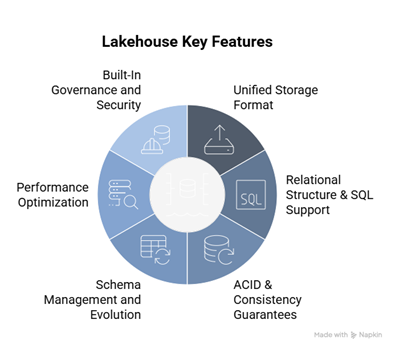 Lakehouse Key Features
Built-In
Governance and
Security
Unified Storage
Format
Performance
Optimization
SQL
Relational
Structure & SQL
Support
Schema
Management and
Evolution
ACID &
Consistency
Guarantees
Made with Napkin